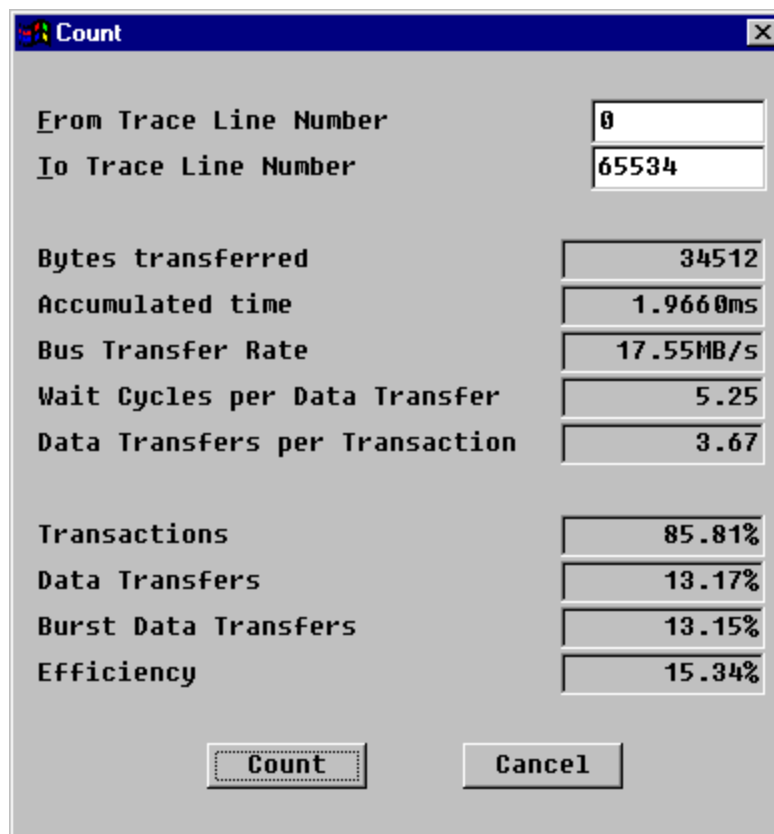 Count
From Trace Line Number 0
To Trace Line Number 65534
Bytes transferred 34512
Accumulated time 1.9660ms
Bus Transfer Rate 17.55MB/s
Wait Cycles per Data Transfer 5.25
Data Transfers per Transaction 3.67
Transactions 85.81%
Data Transfers 13.17%
Burst Data Transfers 13.15%
Efficiency 15.34%
Count Cancel